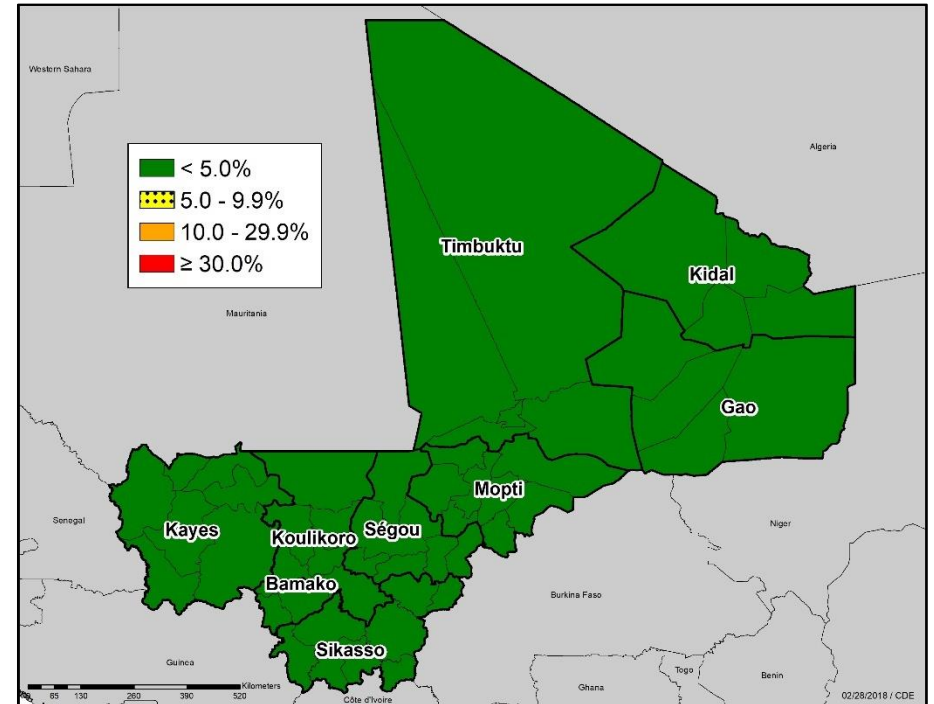 Western Sahara
Algeria
< 5.0%
5.0 - 9.9%
10.0 - 29.9%
≥ 30.0%
Timbuktu
Kidal
Mauritania
Gao
Mopti
Senegal
Kayes
Koulikoro
Ségou
Niger
Bamako
Burkina Faso
Sikasso
Guinea
Togo
Benin
Ghana
Kilometers
0 65 130 260 390 520
Côte d'Ivoire
02/28/2018 / CDE